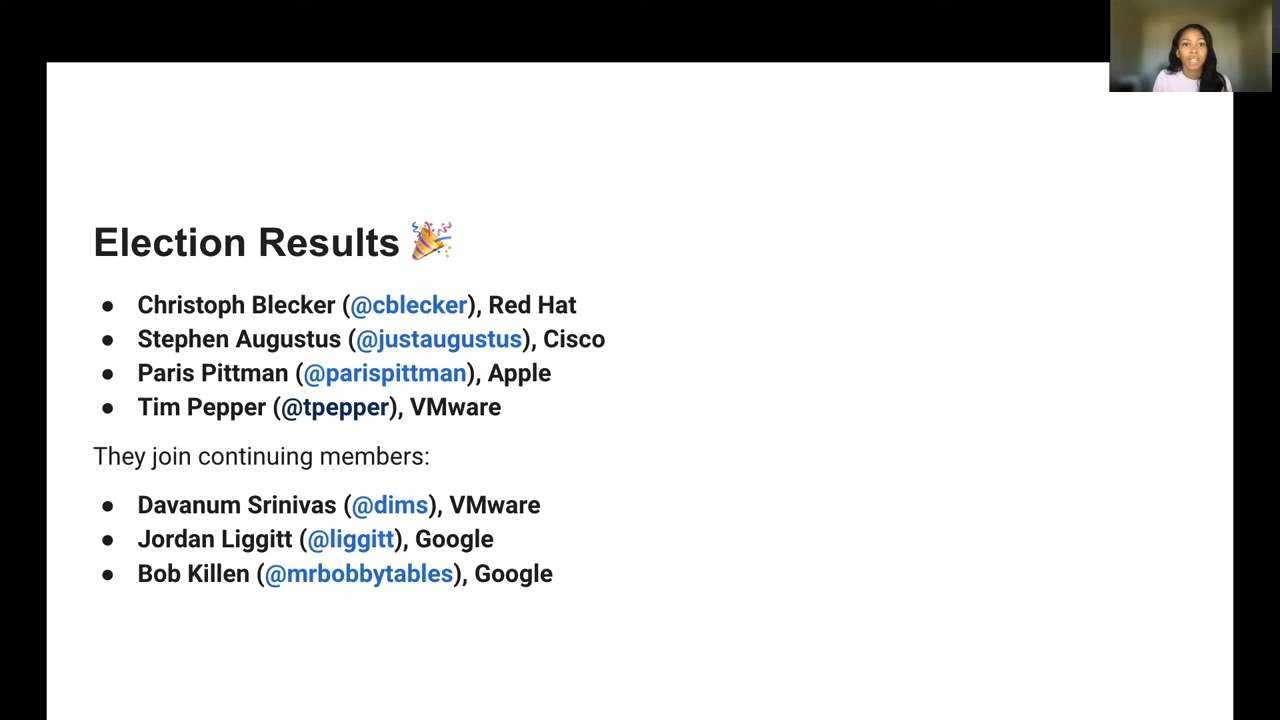 Election Results 🎉
● Christoph Blecker (@cblecker), Red Hat
● Stephen Augustus (@justaugustus), Cisco
● Paris Pittman (@parispittman), Apple
● Tim Pepper (@tpepper), VMware
They join continuing members:
● Davanum Srinivas (@dims), VMware
● Jordan Liggitt (@liggitt), Google
● Bob Killen (@mrbobbytables), Google